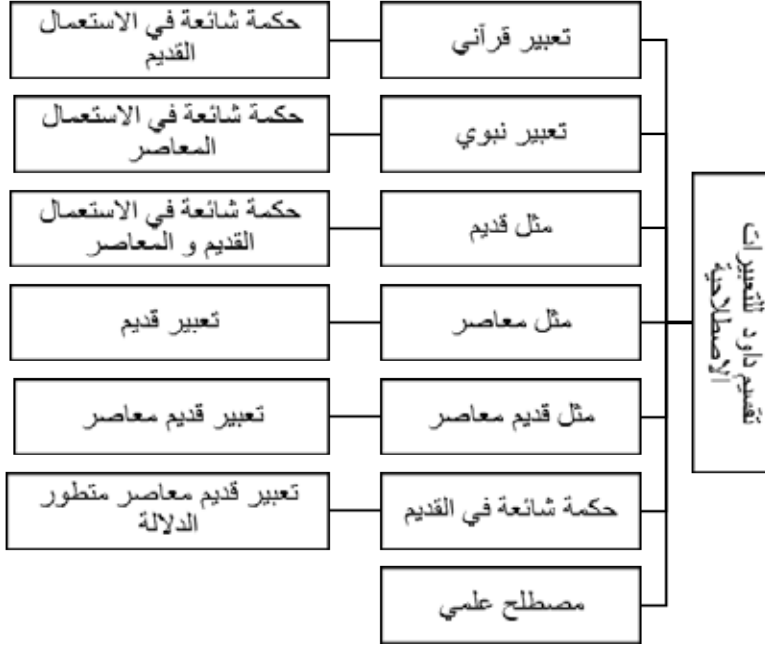 تقسيم داود للتعبيرات
الاصطلاحية
تعبير قرآني
حكمة شائعة في الاستعمال
القديم
تعبير نبوي
حكمة شائعة في الاستعمال
المعاصر
مثل قديم
حكمة شائعة في الاستعمال
القديم و المعاصر
مثل معاصر
تعبير قديم
مثل قديم معاصر
تعبير قديم معاصر
حكمة شائعة في القديم
تعبير قديم معاصر متطور
الدلالة
مصطلح علمي